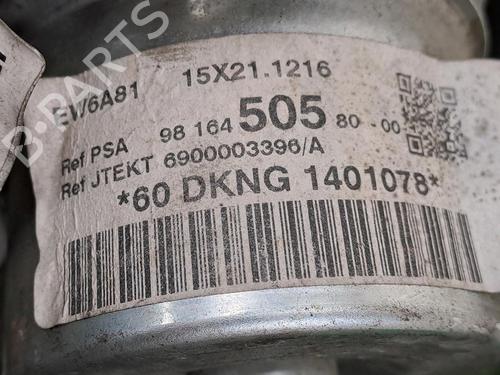 EW6A81 15X21.1216
Ref PSA 98 164 505 80-00
Ref JTEKT 6900003396/A
*60 DKNG 1401078*
B-PARTS